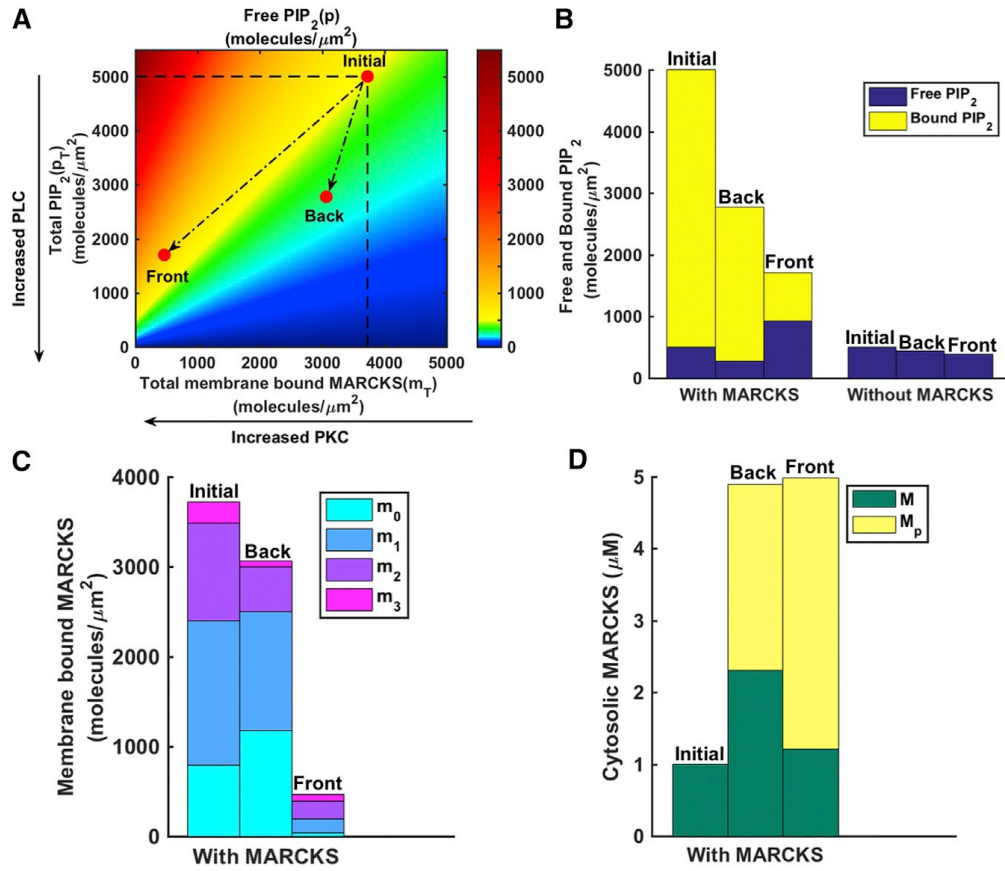 A
Free PIP2(p)
(molecules/μm2)
Initial
Back
Front
5000
4000
3000
2000
1000
0
0 1000 2000 3000 4000 5000
5000
4000
3000
2000
1000
0
Increased PLC
Total PIP2(pT)
(molecules/μm2)
Total membrane bound MARCKS(mT)
(molecules/μm2)
Increased PKC
B
Free and Bound PIP2
(molecules/μm2)
5000
4000
3000
2000
1000
0
Initial
Back
Front
Initial Back Front
Free PIP2
Bound PIP2
With MARCKS Without MARCKS
C
Membrane bound MARCKS
(molecules/μm2)
4000
3000
2000
1000
0
Initial
Back
Front
m0
m1
m2
m3
With MARCKS
D
Cytosolic MARCKS (μM)
5
4
5
2
1
0
Initial
Back
Front
M
Mp
With MARCKS